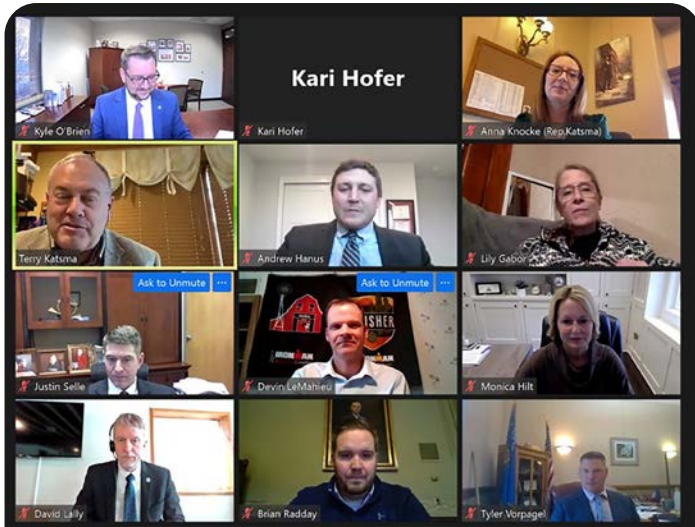 Kyle O'Brien
Kari Hofer
Kari Hofer
Anna Knocke (Rep.Katsma)
Terry Katsma
Andrew Hanus
Lily Gabor
Ask to Unmute
...
Ask to Unmute
...
Justin Selle
Devin LeMahieu
Monica Hilt
David Lally
Brian Radday
Tyler Vorpagel